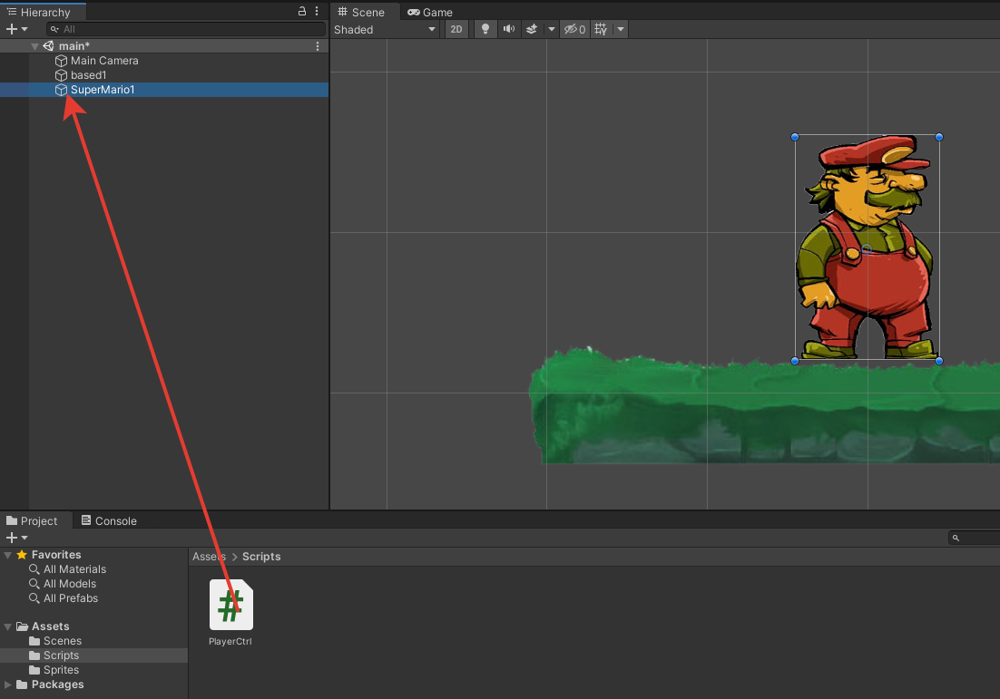 Hierarchy
All
main*
Main Camera
based1
SuperMario1
Scene
Game
Shaded
2D
0
Project
Console
Favorites
All Materials
All Models
All Prefabs
Assets
Scenes
Scripts
Sprites
Packages
Assets > Scripts
#
PlayerCtrl